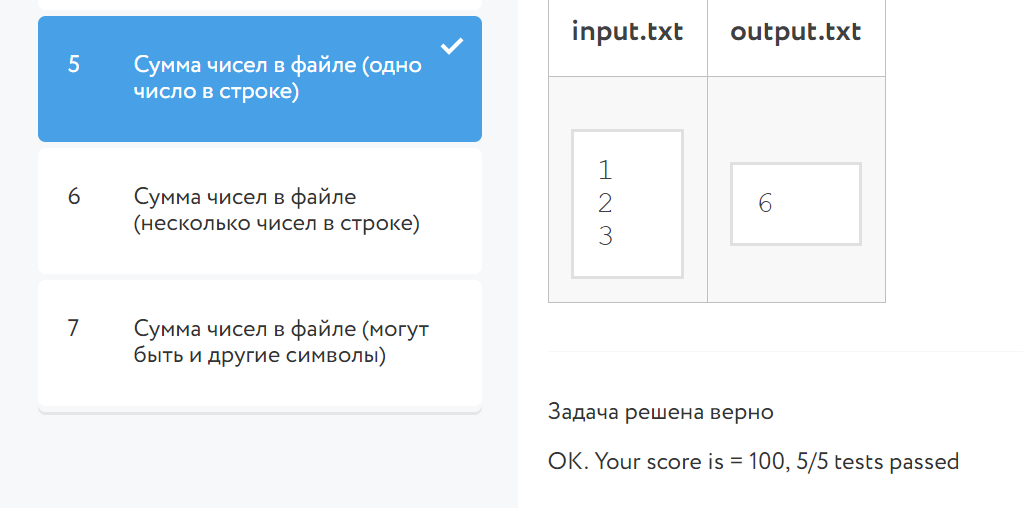 5
Сумма чисел в файле (одно
число в строке)
6
Сумма чисел в файле
(несколько чисел в строке)
7
Сумма чисел в файле (могут
быть и другие символы)
input.txt
output.txt
1
2
3
6
Задача решена верно
OK. Your score is = 100, 5/5 tests passed